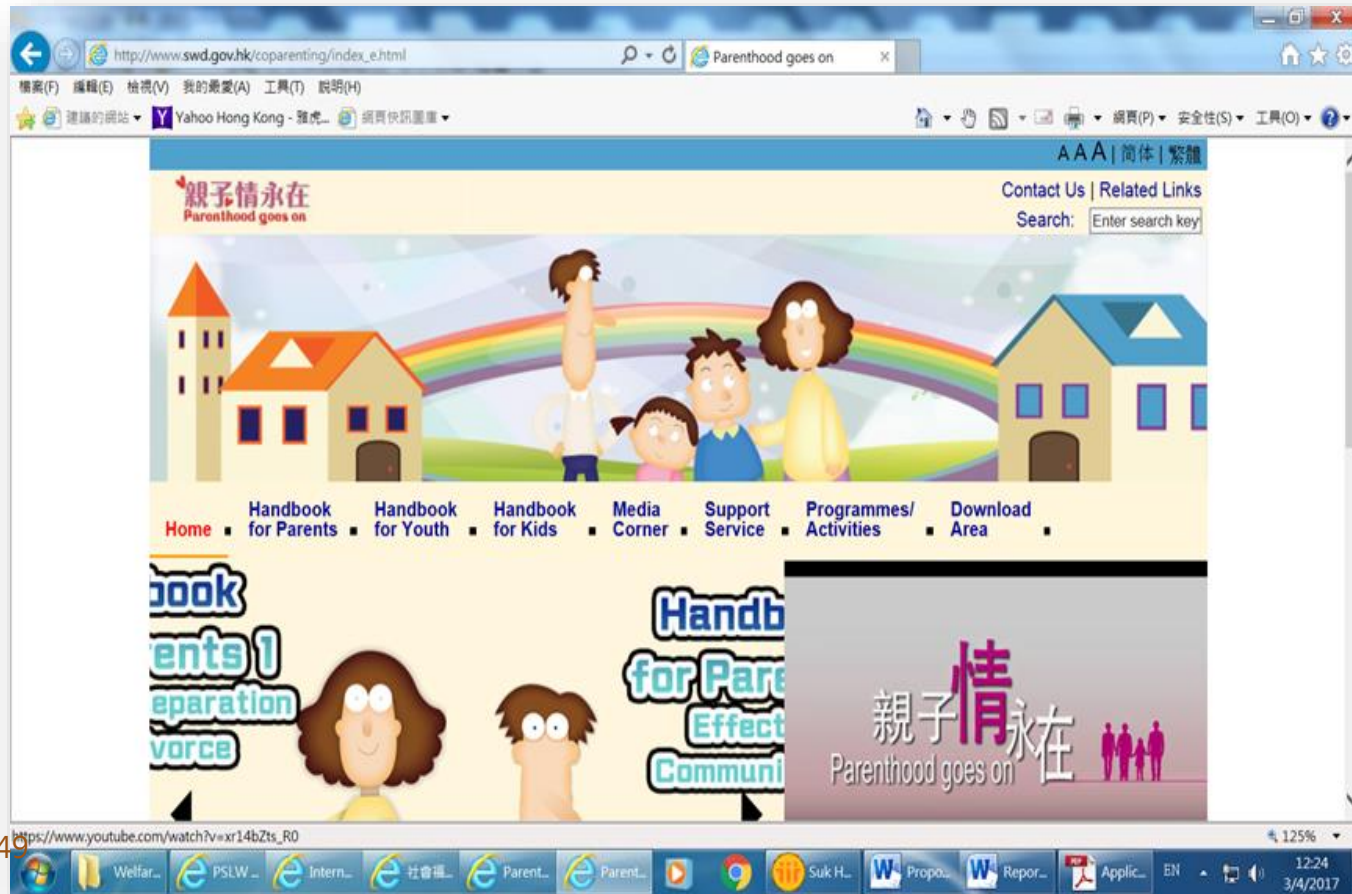 http://www.swd.gov.hk/coparenting/index_e.html
Parenthood goes on
檔案(F) 編輯(E) 檢視(V) 我的最愛(A) 工具(T) 說明(H)
建議的網站 Yahoo Hong Kong - 雅虎... 網頁快訊圖庫
網頁(P) 安全性(S) 工具(O)
A A A | 简体 | 繁體
親子情永在
Parenthood goes on
Contact Us | Related Links
Search: Enter search key
Home
Handbook for Parents
Handbook for Youth
Handbook for Kids
Media Corner
Support Service
Programmes/ Activities
Download Area
book
ents 1
eparation
vorce
Handb
for Pare
Effect
Communi
親子情永在
Parenthood goes on
https://www.youtube.com/watch?v=xr14bZts_R0
125%
49
Welfar... PSLW ... Intern... 社會福... Parent... Parent... Suk H... Propo... Repor... Applic... EN
12:24
3/4/2017